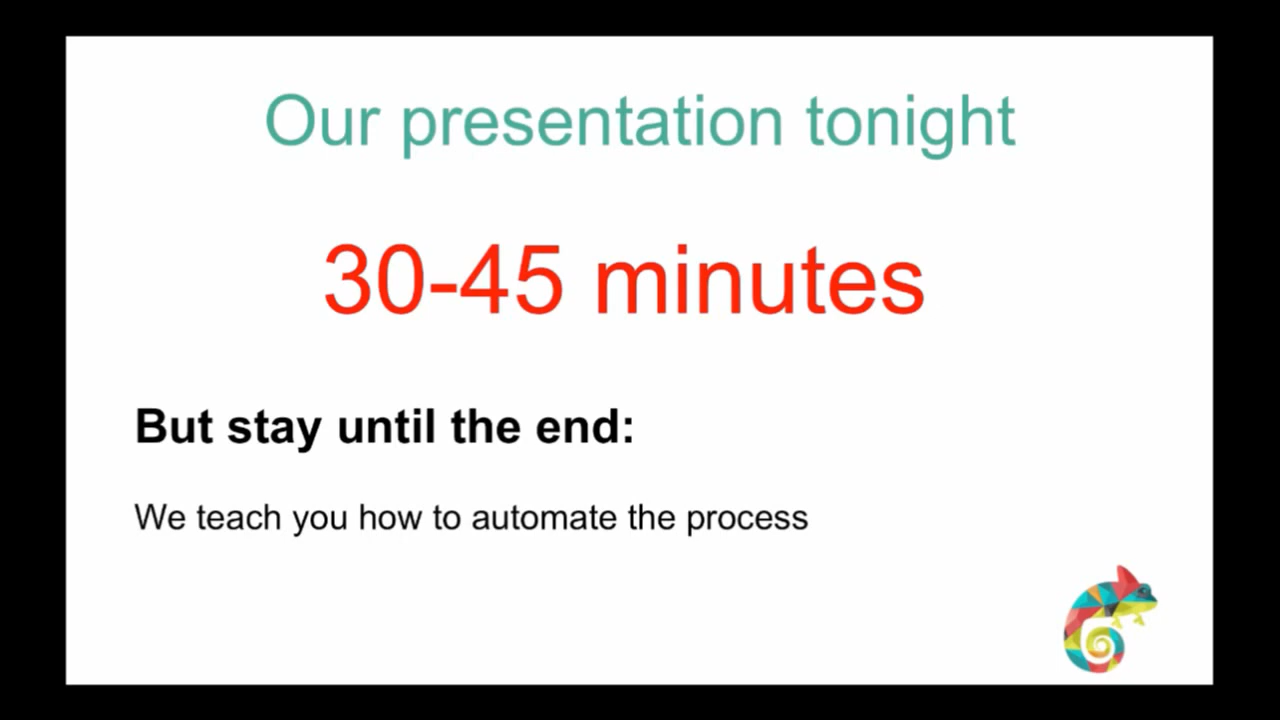 Our presentation tonight
30-45 minutes
But stay until the end:
We teach you how to automate the process